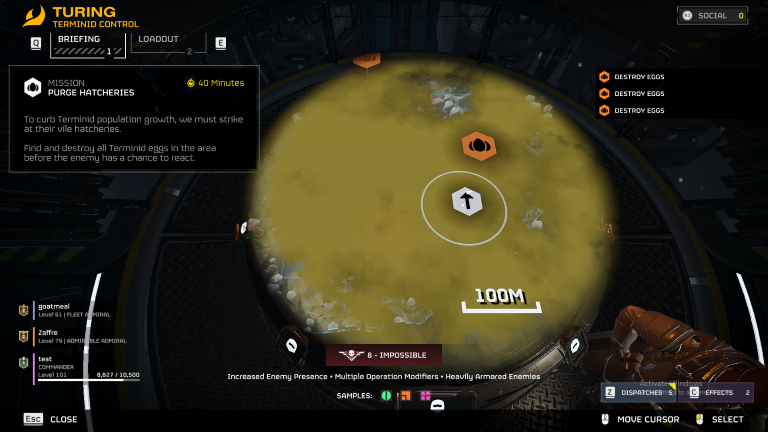 TURING
TERMINID CONTROL
SOCIAL 0
Q
BRIEFING
1
LOADOUT
2
E
MISSION
PURGE HATCHERIES
40 Minutes
To curb Terminid population growth, we must strike
at their vile hatcheries.
Find and destroy all Terminid eggs in the area
before the enemy has a chance to react.
DESTROY EGGS
DESTROY EGGS
DESTROY EGGS
100M
goatmeal
Level 61 | FLEET ADMIRAL
Zaffre
Level 79 | ADMIRABLE ADMIRAL
test
COMMANDER
Level 101
8,827 / 10,500
8 - IMPOSSIBLE
Increased Enemy Presence • Multiple Operation Modifiers • Heavily Armored Enemies
SAMPLES:
Activate Windows
Z DISPATCHES 5
C EFFECTS 2
Esc CLOSE
MOVE CURSOR
SELECT